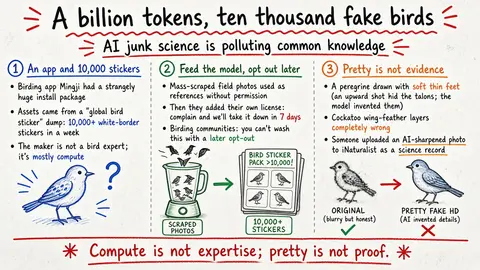 A billion tokens, ten thousand fake birds
AI junk science is polluting common knowledge
1 An app and 10,000 stickers
• Birding app Mingji had a strangely
huge install package
• Assets came from a "global bird
sticker" dump: 10,000+ white-border
stickers in a week
• The maker is not a bird expert;
it's mostly compute
?
?
2 Feed the model, opt out later
• Mass-scraped field photos used as
references without permission
• Then they added their own license:
complain and we'll take it down in 7 days
• Birding communities: you can't wash
this with a later opt-out
SCRAPED
PHOTOS
BIRD STICKER
PACK >10,000!
10,000+
STICKERS
3 Pretty is not evidence
• A peregrine drawn with soft thin feet
(an upward shot hid the talons; the
model invented them)
• Cockatoo wing-feather layers
completely wrong
• Someone uploaded an AI-sharpened photo
to iNaturalist as a science record
ORIGINAL
(blurry but honest)
✓
PRETTY FAKE HD
(AI invented details)
✗
* Compute is not expertise; pretty is not proof. *